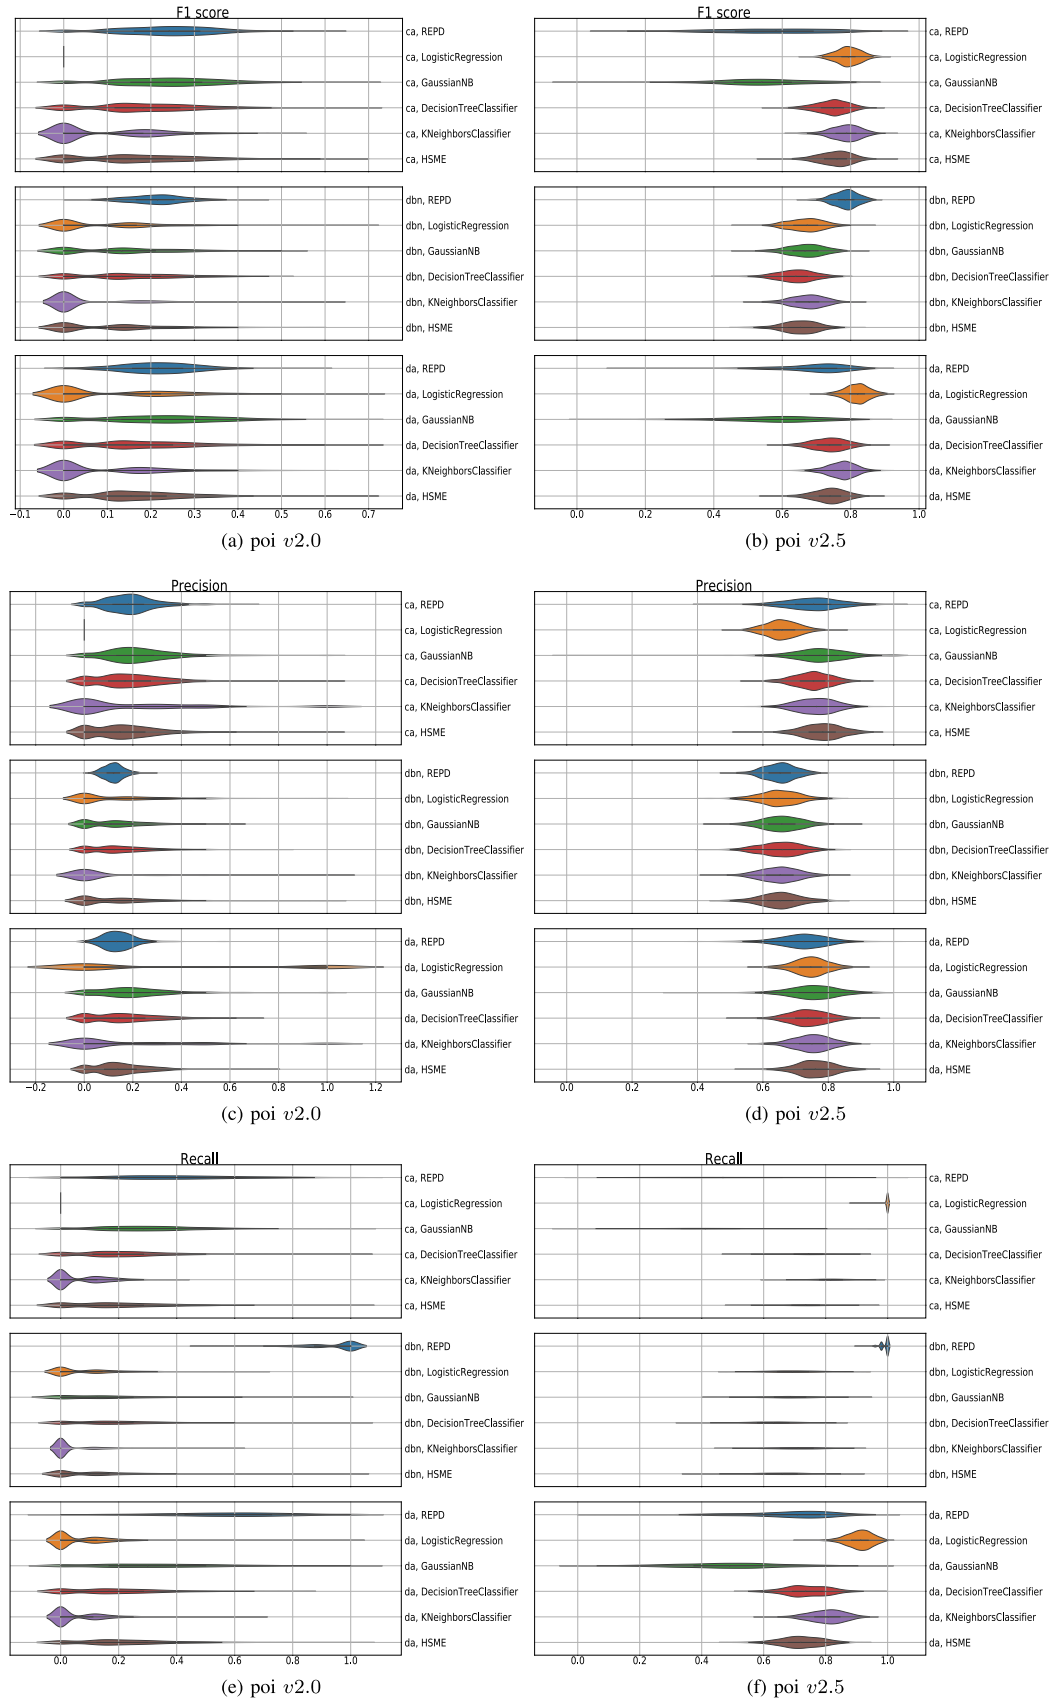 F1 score
ca, REPD
ca, LogisticRegression
ca, GaussianNB
ca, DecisionTreeClassifier
ca, KNeighborsClassifier
ca, HSME
dbn, REPD
dbn, LogisticRegression
dbn, GaussianNB
dbn, DecisionTreeClassifier
dbn, KNeighborsClassifier
dbn, HSME
da, REPD
da, LogisticRegression
da, GaussianNB
da, DecisionTreeClassifier
da, KNeighborsClassifier
da, HSME
−0.1 0.0 0.1 0.2 0.3 0.4 0.5 0.6 0.7
(a) poi v2.0
F1 score
ca, REPD
ca, LogisticRegression
ca, GaussianNB
ca, DecisionTreeClassifier
ca, KNeighborsClassifier
ca, HSME
dbn, REPD
dbn, LogisticRegression
dbn, GaussianNB
dbn, DecisionTreeClassifier
dbn, KNeighborsClassifier
dbn, HSME
da, REPD
da, LogisticRegression
da, GaussianNB
da, DecisionTreeClassifier
da, KNeighborsClassifier
da, HSME
0.0 0.2 0.4 0.6 0.8 1.0
(b) poi v2.5
Precision
ca, REPD
ca, LogisticRegression
ca, GaussianNB
ca, DecisionTreeClassifier
ca, KNeighborsClassifier
ca, HSME
dbn, REPD
dbn, LogisticRegression
dbn, GaussianNB
dbn, DecisionTreeClassifier
dbn, KNeighborsClassifier
dbn, HSME
da, REPD
da, LogisticRegression
da, GaussianNB
da, DecisionTreeClassifier
da, KNeighborsClassifier
da, HSME
−0.2 0.0 0.2 0.4 0.6 0.8 1.0 1.2
(c) poi v2.0
Precision
ca, REPD
ca, LogisticRegression
ca, GaussianNB
ca, DecisionTreeClassifier
ca, KNeighborsClassifier
ca, HSME
dbn, REPD
dbn, LogisticRegression
dbn, GaussianNB
dbn, DecisionTreeClassifier
dbn, KNeighborsClassifier
dbn, HSME
da, REPD
da, LogisticRegression
da, GaussianNB
da, DecisionTreeClassifier
da, KNeighborsClassifier
da, HSME
0.0 0.2 0.4 0.6 0.8 1.0
(d) poi v2.5
Recall
ca, REPD
ca, LogisticRegression
ca, GaussianNB
ca, DecisionTreeClassifier
ca, KNeighborsClassifier
ca, HSME
dbn, REPD
dbn, LogisticRegression
dbn, GaussianNB
dbn, DecisionTreeClassifier
dbn, KNeighborsClassifier
dbn, HSME
da, REPD
da, LogisticRegression
da, GaussianNB
da, DecisionTreeClassifier
da, KNeighborsClassifier
da, HSME
0.0 0.2 0.4 0.6 0.8 1.0
(e) poi v2.0
Recall
ca, REPD
ca, LogisticRegression
ca, GaussianNB
ca, DecisionTreeClassifier
ca, KNeighborsClassifier
ca, HSME
dbn, REPD
dbn, LogisticRegression
dbn, GaussianNB
dbn, DecisionTreeClassifier
dbn, KNeighborsClassifier
dbn, HSME
da, REPD
da, LogisticRegression
da, GaussianNB
da, DecisionTreeClassifier
da, KNeighborsClassifier
da, HSME
0.0 0.2 0.4 0.6 0.8 1.0
(f) poi v2.5